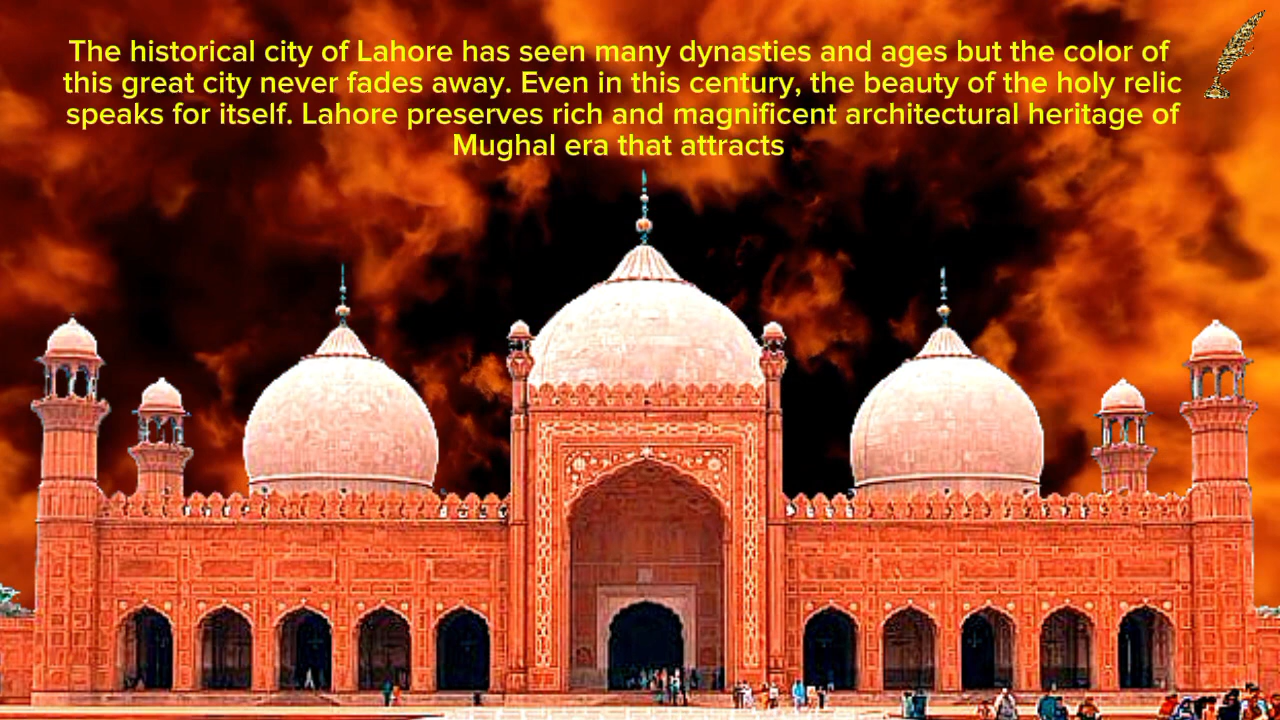 The historical city of Lahore has seen many dynasties and ages but the color of
this great city never fades away. Even in this century, the beauty of the holy relic
speaks for itself. Lahore preserves rich and magnificent architectural heritage of
Mughal era that attracts